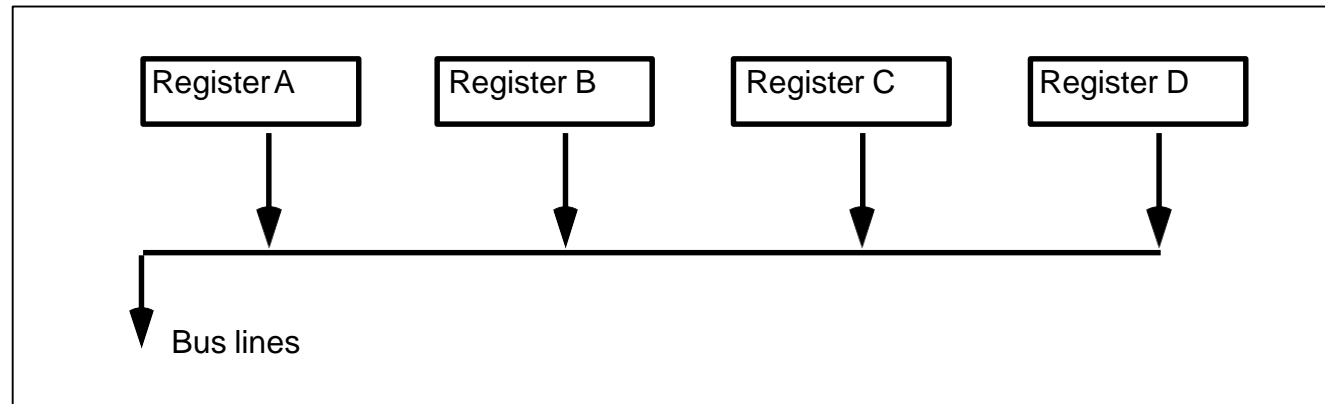 Register A
Register B
Register C
Register D
Bus lines